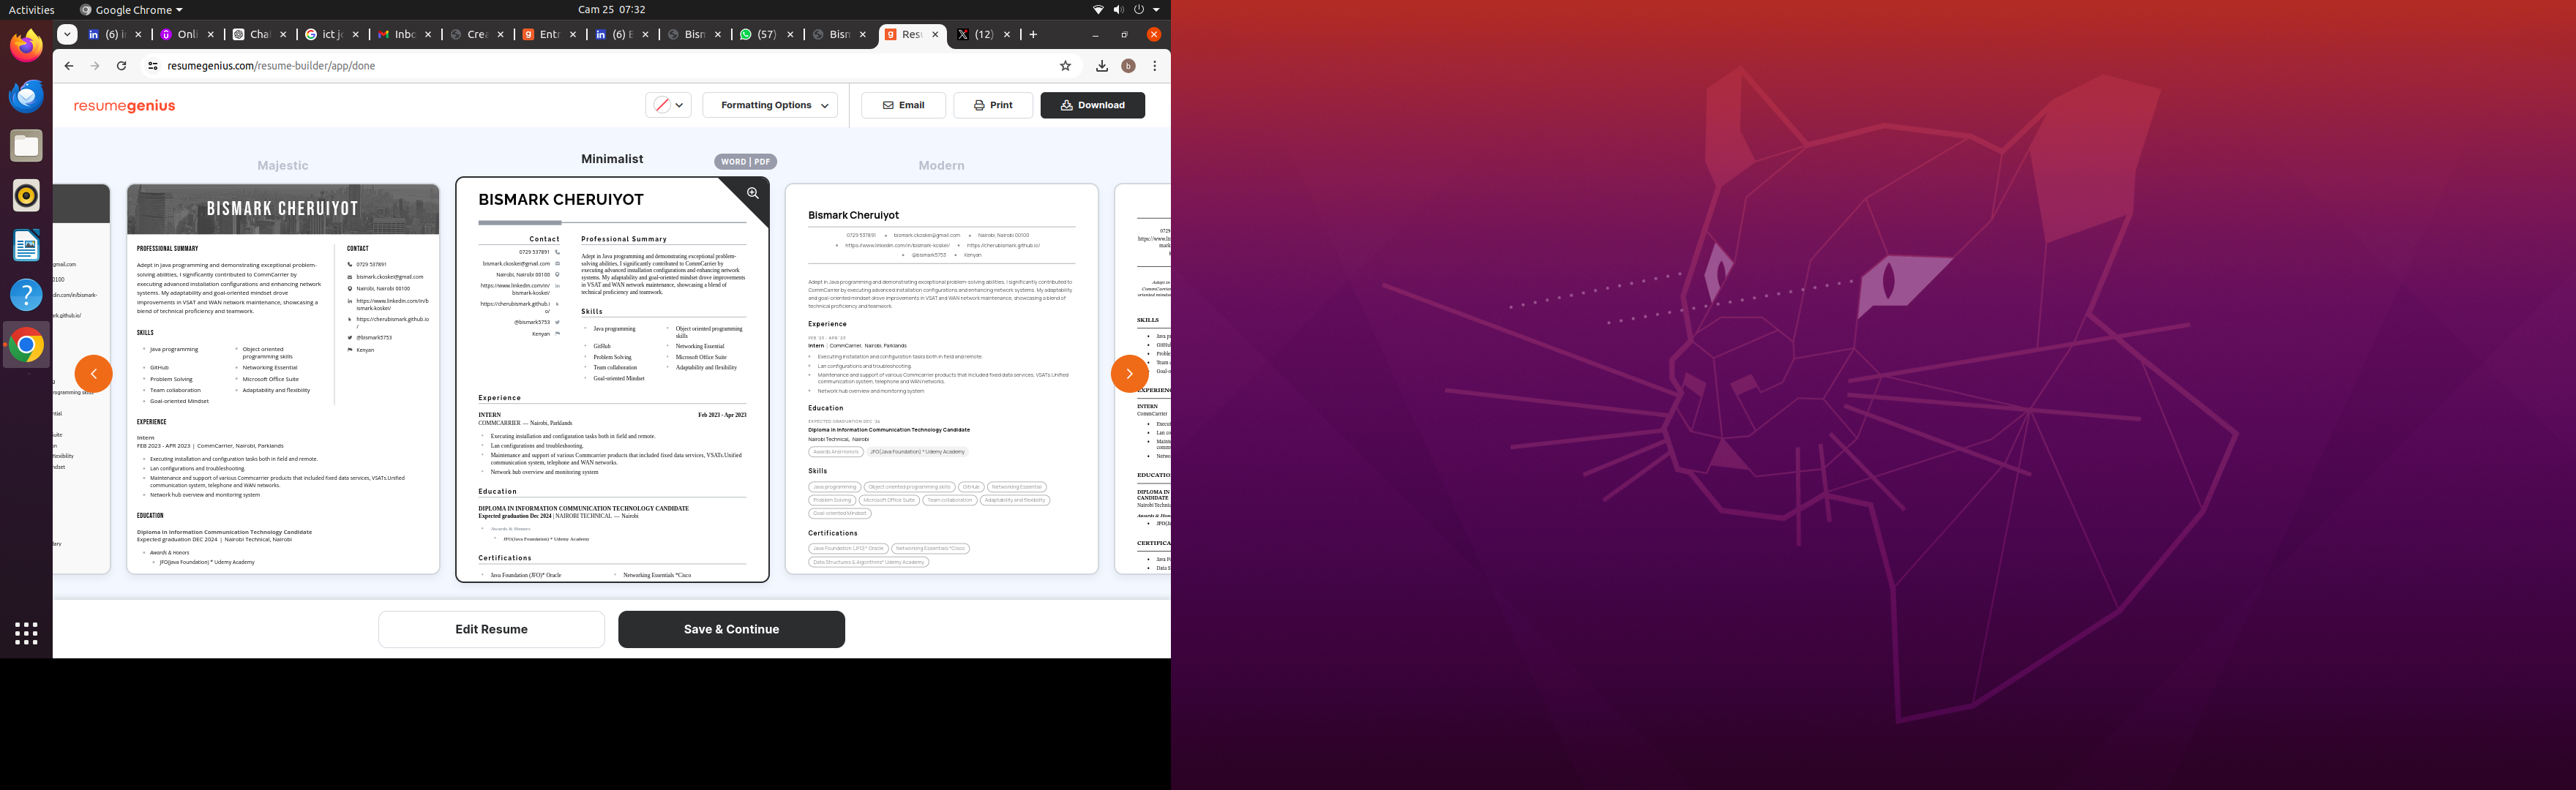 Activities
Google Chrome
Cam 25 07:32
(6) i
Onl
Cha
ict j
Inbo
Cre
Entr
(6) E
Bisn
(57)
Bism
Res
(12)
resumegenius.com/resume-builder/app/done
b
resumegenius
Formatting Options
Email
Print
Download
Majestic
BISMARK CHERUIYOT
PROFESSIONAL SUMMARY
Adept in Java programming and demonstrating exceptional problem-
solving abilities, I significantly contributed to CommCarrier by
executing advanced installation configurations and enhancing network
systems. My adaptability and goal-oriented mindset drove
improvements in VSAT and WAN network maintenance, showcasing a
blend of technical proficiency and teamwork.
SKILLS
Java programming
Object oriented
programming skills
GitHub
Networking Essential
Problem Solving
Microsoft Office Suite
Team collaboration
Adaptability and flexibility
Goal-oriented Mindset
CONTACT
0729 537891
bismark.ckoskei@gmail.com
Nairobi, Nairobi 00100
https://www.linkedin.com/in/b
ismark-koskei/
https://cherubismark.github.io
/
@bismark5753
Kenyan
EXPERIENCE
Intern
FEB 2023 - APR 2023 | CommCarrier, Nairobi, Parklands
Executing installation and configuration tasks both in field and remote.
Lan configurations and troubleshooting.
Maintenance and support of various Commcarrier products that included fixed data services, VSATs.Unified
communication system, telephone and WAN networks.
Network hub overview and monitoring system
EDUCATION
Diploma in Information Communication Technology Candidate
Expected graduation DEC 2024 | Nairobi Technical, Nairobi
Awards & Honors
JFO(Java Foundation) * Udemy Academy
Minimalist
WORD | PDF
BISMARK CHERUIYOT
Contact
0729 537891
bismark.ckoskei@gmail.com
Nairobi, Nairobi 00100
https://www.linkedin.com/in/
bismark-koskei/
https://cherubismark.github.i
o/
@bismark5753
Kenyan
Professional Summary
Adept in Java programming and demonstrating exceptional problem-
solving abilities, I significantly contributed to CommCarrier by
executing advanced installation configurations and enhancing network
systems. My adaptability and goal-oriented mindset drove improvements
in VSAT and WAN network maintenance, showcasing a blend of
technical proficiency and teamwork.
Skills
Java programming
Object oriented programming
skills
GitHub
Networking Essential
Problem Solving
Microsoft Office Suite
Team collaboration
Adaptability and flexibility
Goal-oriented Mindset
Experience
INTERN
Feb 2023 - Apr 2023
COMMCARRIER — Nairobi, Parklands
Executing installation and configuration tasks both in field and remote.
Lan configurations and troubleshooting.
Maintenance and support of various Commcarrier products that included fixed data services, VSATs.Unified
communication system, telephone and WAN networks.
Network hub overview and monitoring system
Education
DIPLOMA IN INFORMATION COMMUNICATION TECHNOLOGY CANDIDATE
Expected graduation Dec 2024 | NAIROBI TECHNICAL — Nairobi
Awards & Honors
JFO(Java Foundation) * Udemy Academy
Certifications
Java Foundation (JFO)* Oracle
Networking Essentials *Cisco
Modern
Bismark Cheruiyot
0729 537891 bismark.ckoskei@gmail.com Nairobi, Nairobi 00100
https://www.linkedin.com/in/bismark-koskei/ https://cherubismark.github.io/
@bismark5753 Kenyan
Adept in Java programming and demonstrating exceptional problem-solving abilities, I significantly contributed to
CommCarrier by executing advanced installation configurations and enhancing network systems. My adaptability
and goal-oriented mindset drove improvements in VSAT and WAN network maintenance, showcasing a blend of
technical proficiency and teamwork.
Experience
FEB '23 - APR '23
Intern | CommCarrier, Nairobi, Parklands
Executing installation and configuration tasks both in field and remote.
Lan configurations and troubleshooting.
Maintenance and support of various Commcarrier products that included fixed data services, VSATs.Unified
communication system, telephone and WAN networks.
Network hub overview and monitoring system
Education
EXPECTED GRADUATION DEC '24
Diploma in Information Communication Technology Candidate
Nairobi Technical, Nairobi
Awards And Honors
JFO(Java Foundation) * Udemy Academy
Skills
Java programming Object oriented programming skills GitHub Networking Essential
Problem Solving Microsoft Office Suite Team collaboration Adaptability and flexibility
Goal-oriented Mindset
Certifications
Java Foundation (JFO)* Oracle Networking Essentials *Cisco
Data Structures & Algorithms* Udemy Academy
SKILLS
INTERN
CommCarrier
DIPLOMA IN
CANDIDATE
Edit Resume
Save & Continue